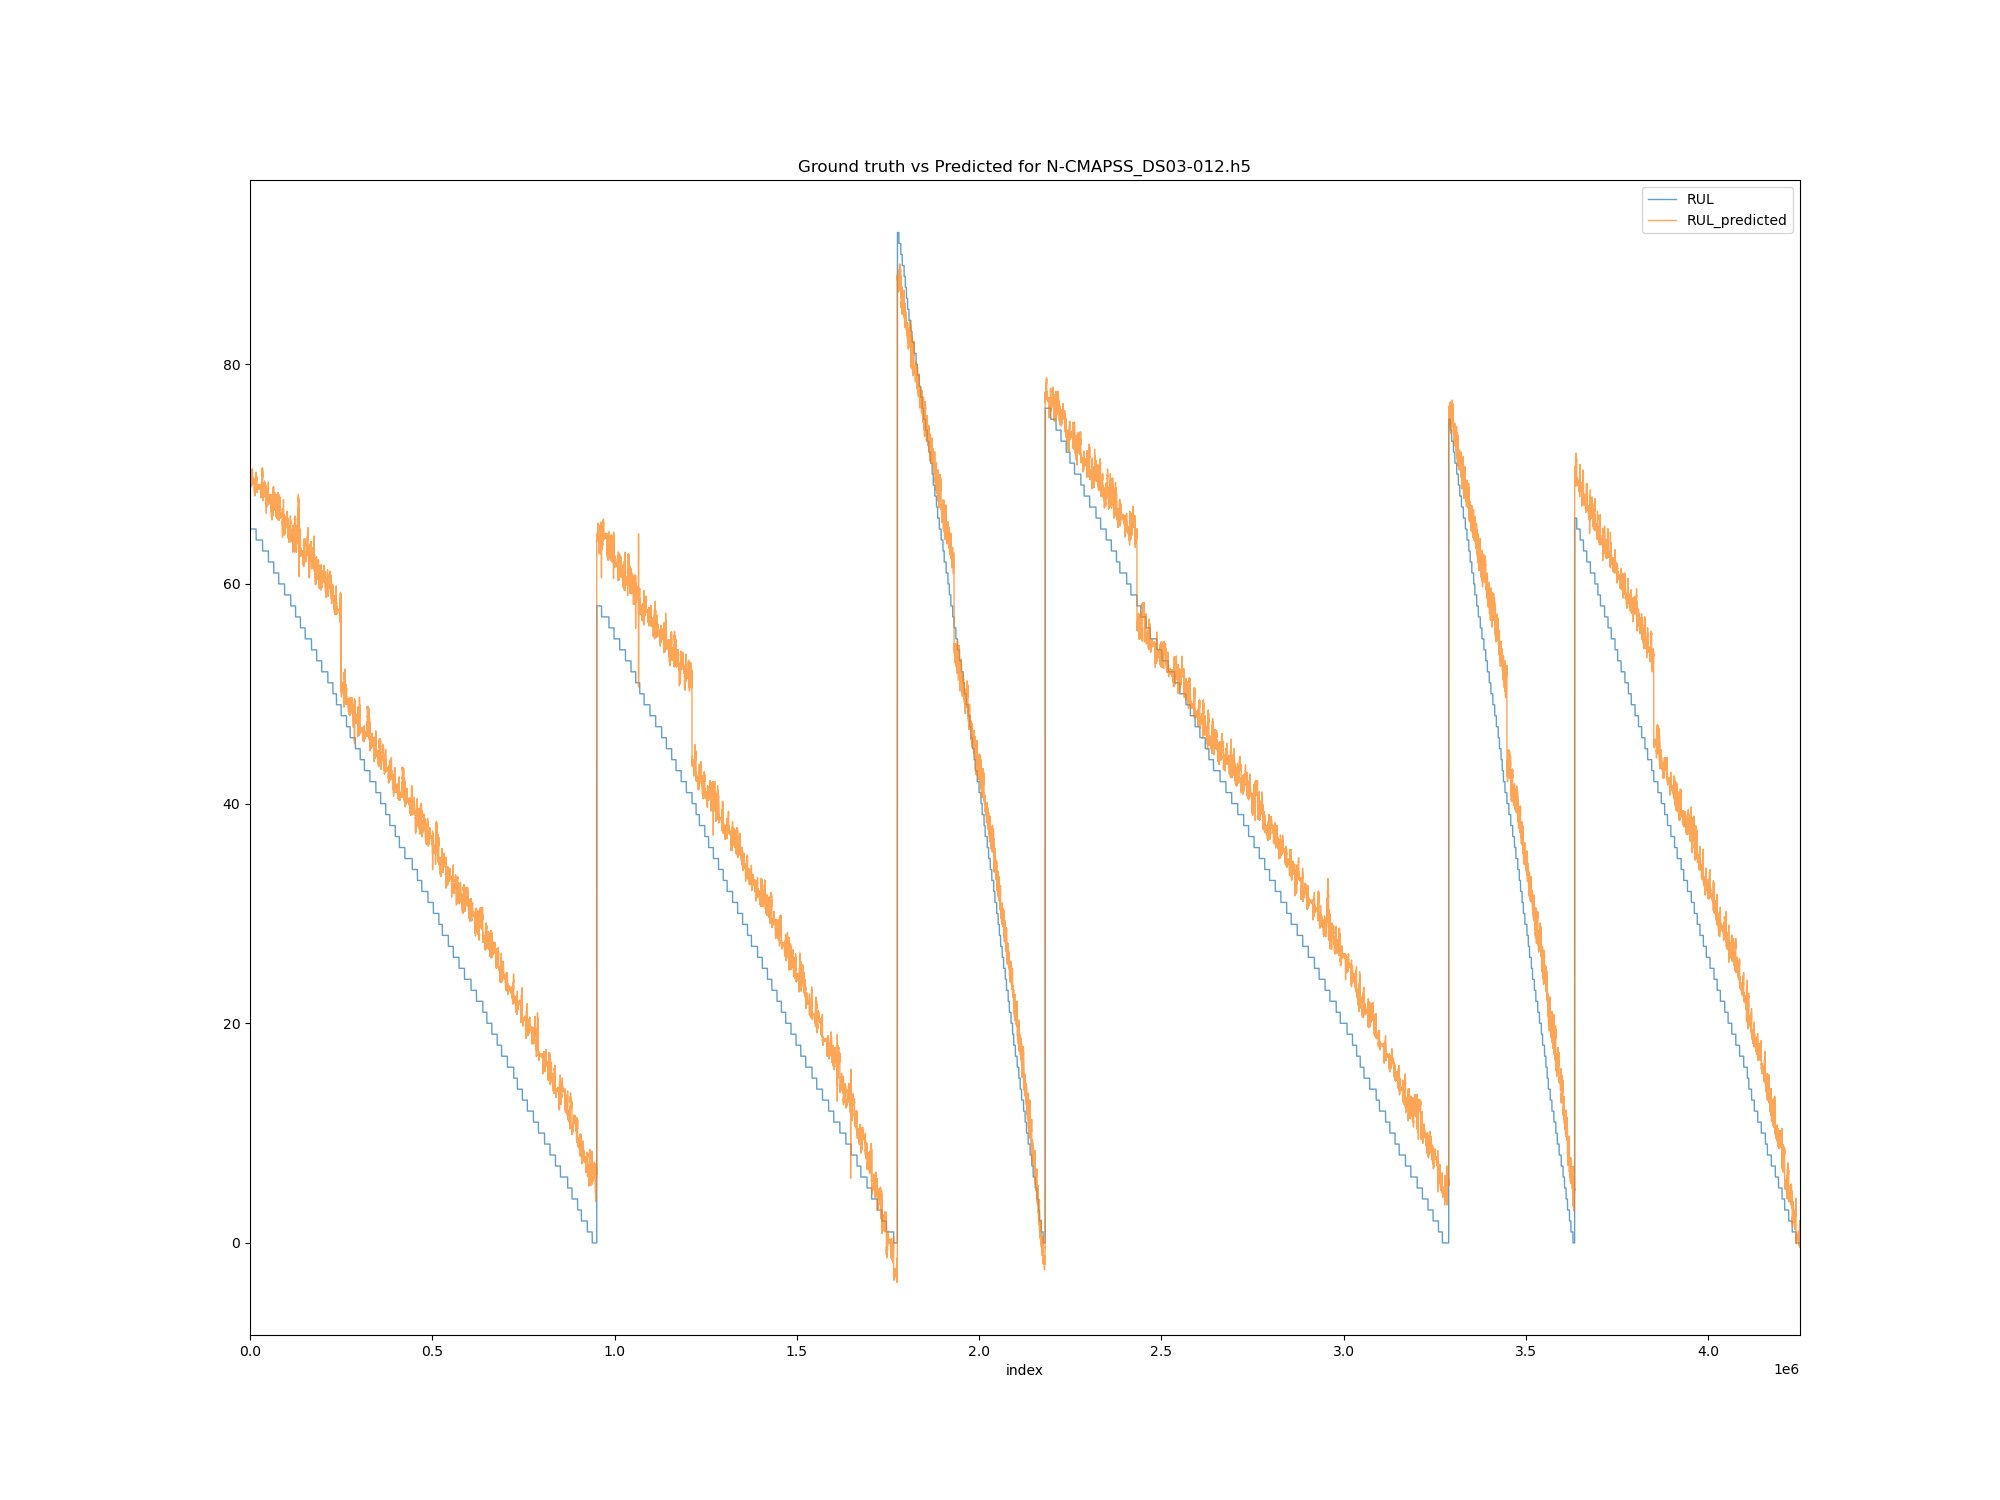 Ground truth vs Predicted for N-CMAPSS_DS03-012.h5
RUL
RUL_predicted
80
60
40
20
0
0.0 0.5 1.0 1.5 2.0 2.5 3.0 3.5 4.0
1e6
index